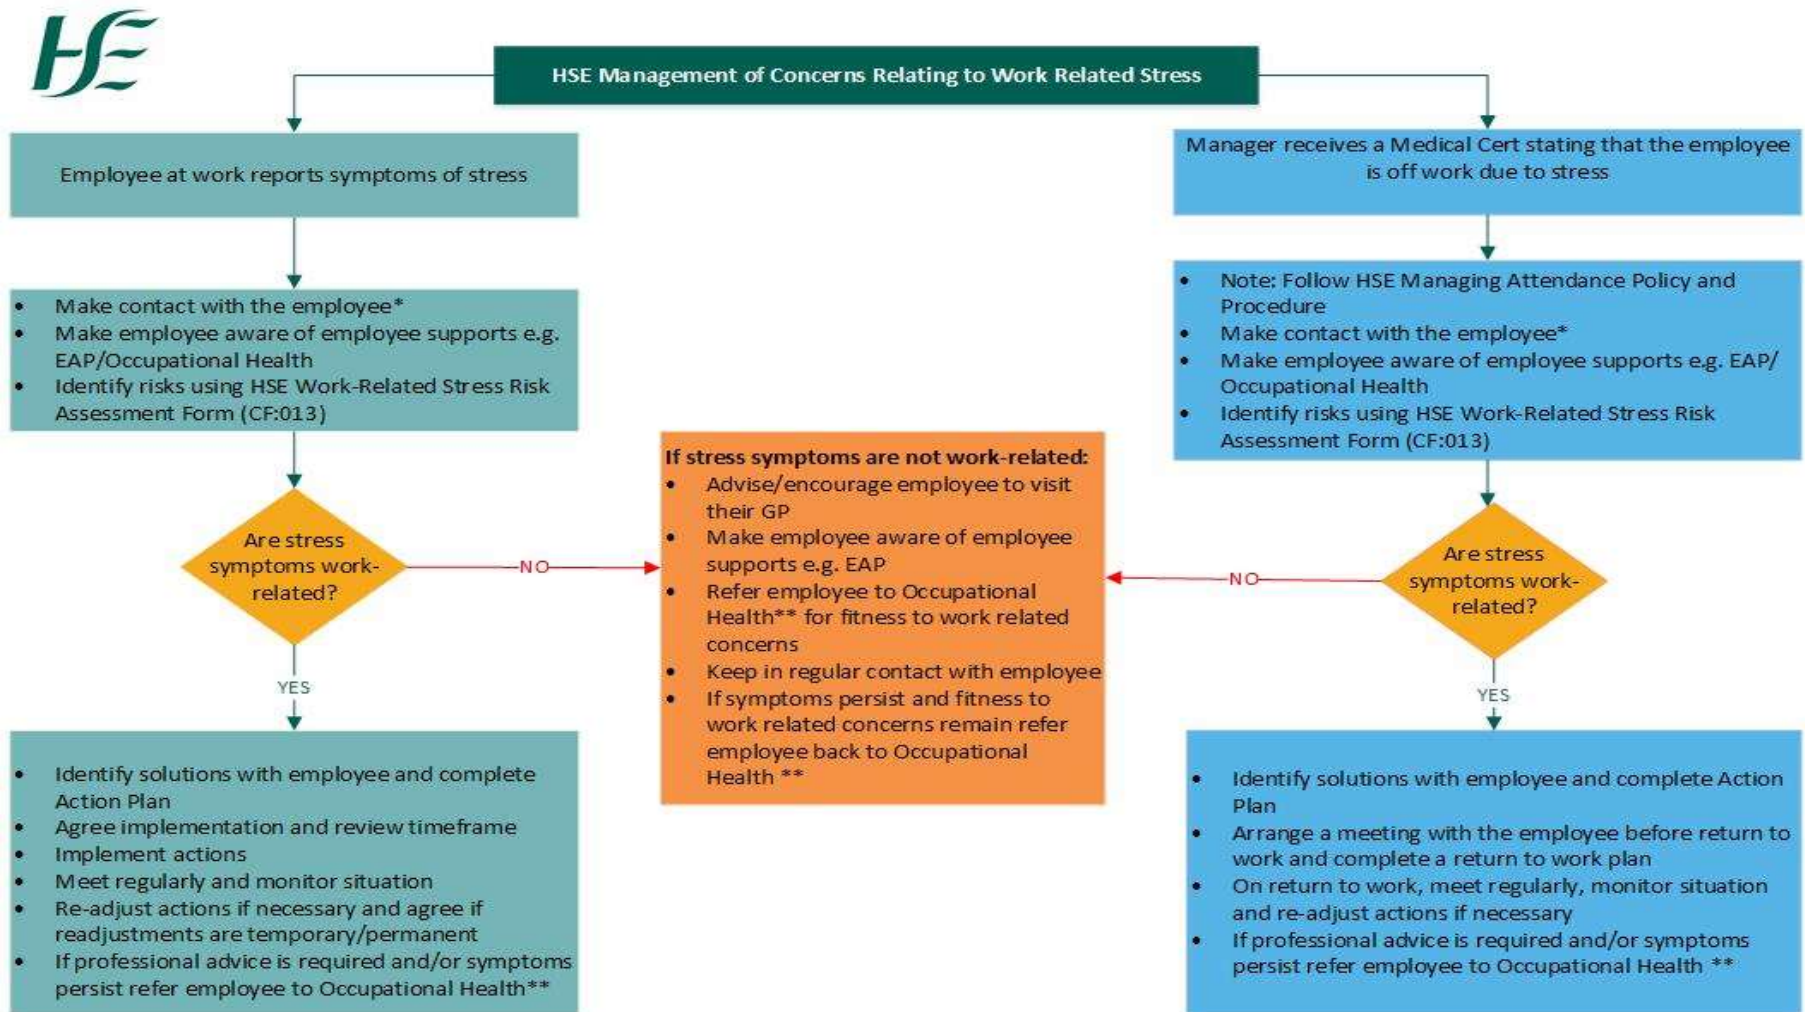 HSE
HSE Management of Concerns Relating to Work Related Stress
Employee at work reports symptoms of stress
• Make contact with the employee*
• Make employee aware of employee supports e.g.
EAP/Occupational Health
• Identify risks using HSE Work-Related Stress Risk
Assessment Form (CF:013)
Are stress
symptoms work-
related?
NO
YES
• Identify solutions with employee and complete
Action Plan
• Agree implementation and review timeframe
• Implement actions
• Meet regularly and monitor situation
• Re-adjust actions if necessary and agree if
readjustments are temporary/permanent
• If professional advice is required and/or symptoms
persist refer employee to Occupational Health**
If stress symptoms are not work-related:
• Advise/encourage employee to visit
their GP
• Make employee aware of employee
supports e.g. EAP
• Refer employee to Occupational
Health** for fitness to work related
concerns
• Keep in regular contact with employee
• If symptoms persist and fitness to
work related concerns remain refer
employee back to Occupational
Health **
Manager receives a Medical Cert stating that the employee
is off work due to stress
• Note: Follow HSE Managing Attendance Policy and
Procedure
• Make contact with the employee*
• Make employee aware of employee supports e.g. EAP/
Occupational Health
• Identify risks using HSE Work-Related Stress Risk
Assessment Form (CF:013)
Are stress
symptoms work-
related?
NO
YES
• Identify solutions with employee and complete Action
Plan
• Arrange a meeting with the employee before return to
work and complete a return to work plan
• On return to work, meet regularly, monitor situation
and re-adjust actions if necessary
• If professional advice is required and/or symptoms
persist refer employee to Occupational Health **